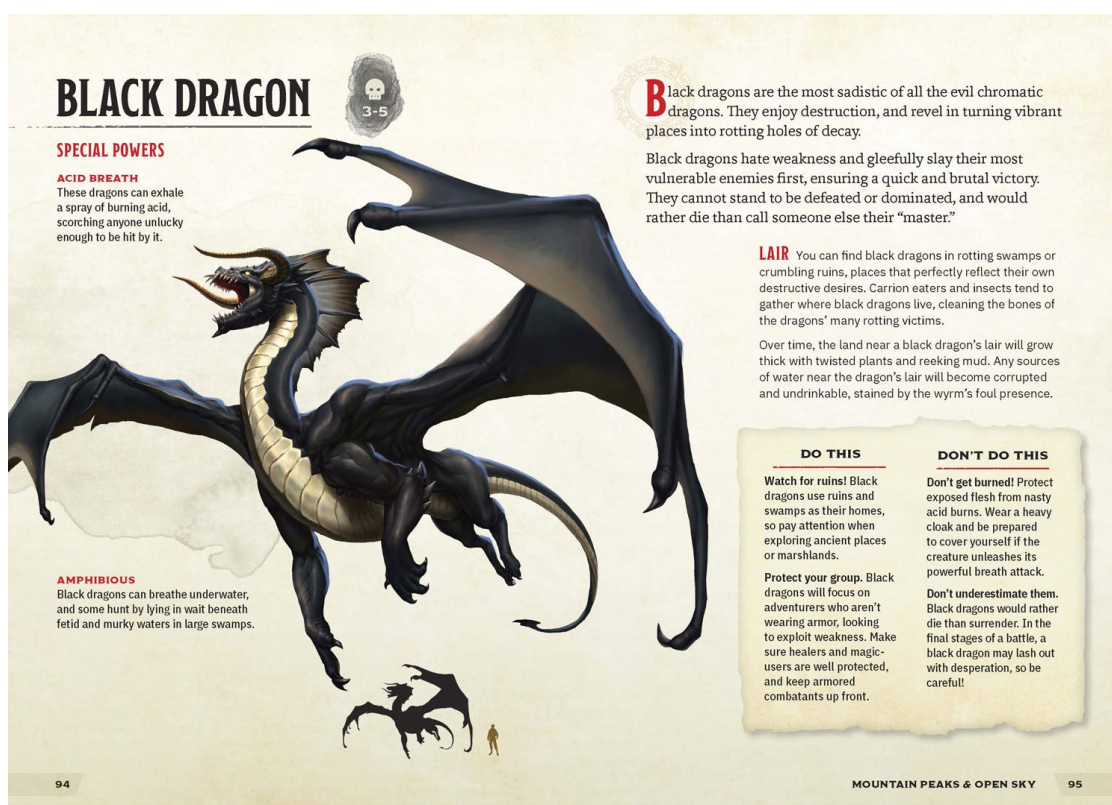 BLACK DRAGON
3-5
SPECIAL POWERS
ACID BREATH
These dragons can exhale
a spray of burning acid,
scorching anyone unlucky
enough to be hit by it.
AMPHIBIOUS
Black dragons can breathe underwater,
and some hunt by lying in wait beneath
fetid and murky waters in large swamps.
94
Black dragons are the most sadistic of all the evil chromatic
dragons. They enjoy destruction, and revel in turning vibrant
places into rotting holes of decay.
Black dragons hate weakness and gleefully slay their most
vulnerable enemies first, ensuring a quick and brutal victory.
They cannot stand to be defeated or dominated, and would
rather die than call someone else their “master.”
LAIR You can find black dragons in rotting swamps or
crumbling ruins, places that perfectly reflect their own
destructive desires. Carrion eaters and insects tend to
gather where black dragons live, cleaning the bones of
the dragons’ many rotting victims.
Over time, the land near a black dragon’s lair will grow
thick with twisted plants and reeking mud. Any sources
of water near the dragon’s lair will become corrupted
and undrinkable, stained by the wyrm’s foul presence.
DO THIS
Watch for ruins! Black
dragons use ruins and
swamps as their homes,
so pay attention when
exploring ancient places
or marshlands.
Protect your group. Black
dragons will focus on
adventurers who aren’t
wearing armor, looking
to exploit weakness. Make
sure healers and magic-
users are well protected,
and keep armored
combatants up front.
DON’T DO THIS
Don’t get burned! Protect
exposed flesh from nasty
acid burns. Wear a heavy
cloak and be prepared
to cover yourself if the
creature unleashes its
powerful breath attack.
Don’t underestimate them.
Black dragons would rather
die than surrender. In the
final stages of a battle, a
black dragon may lash out
with desperation, so be
careful!
MOUNTAIN PEAKS & OPEN SKY
95